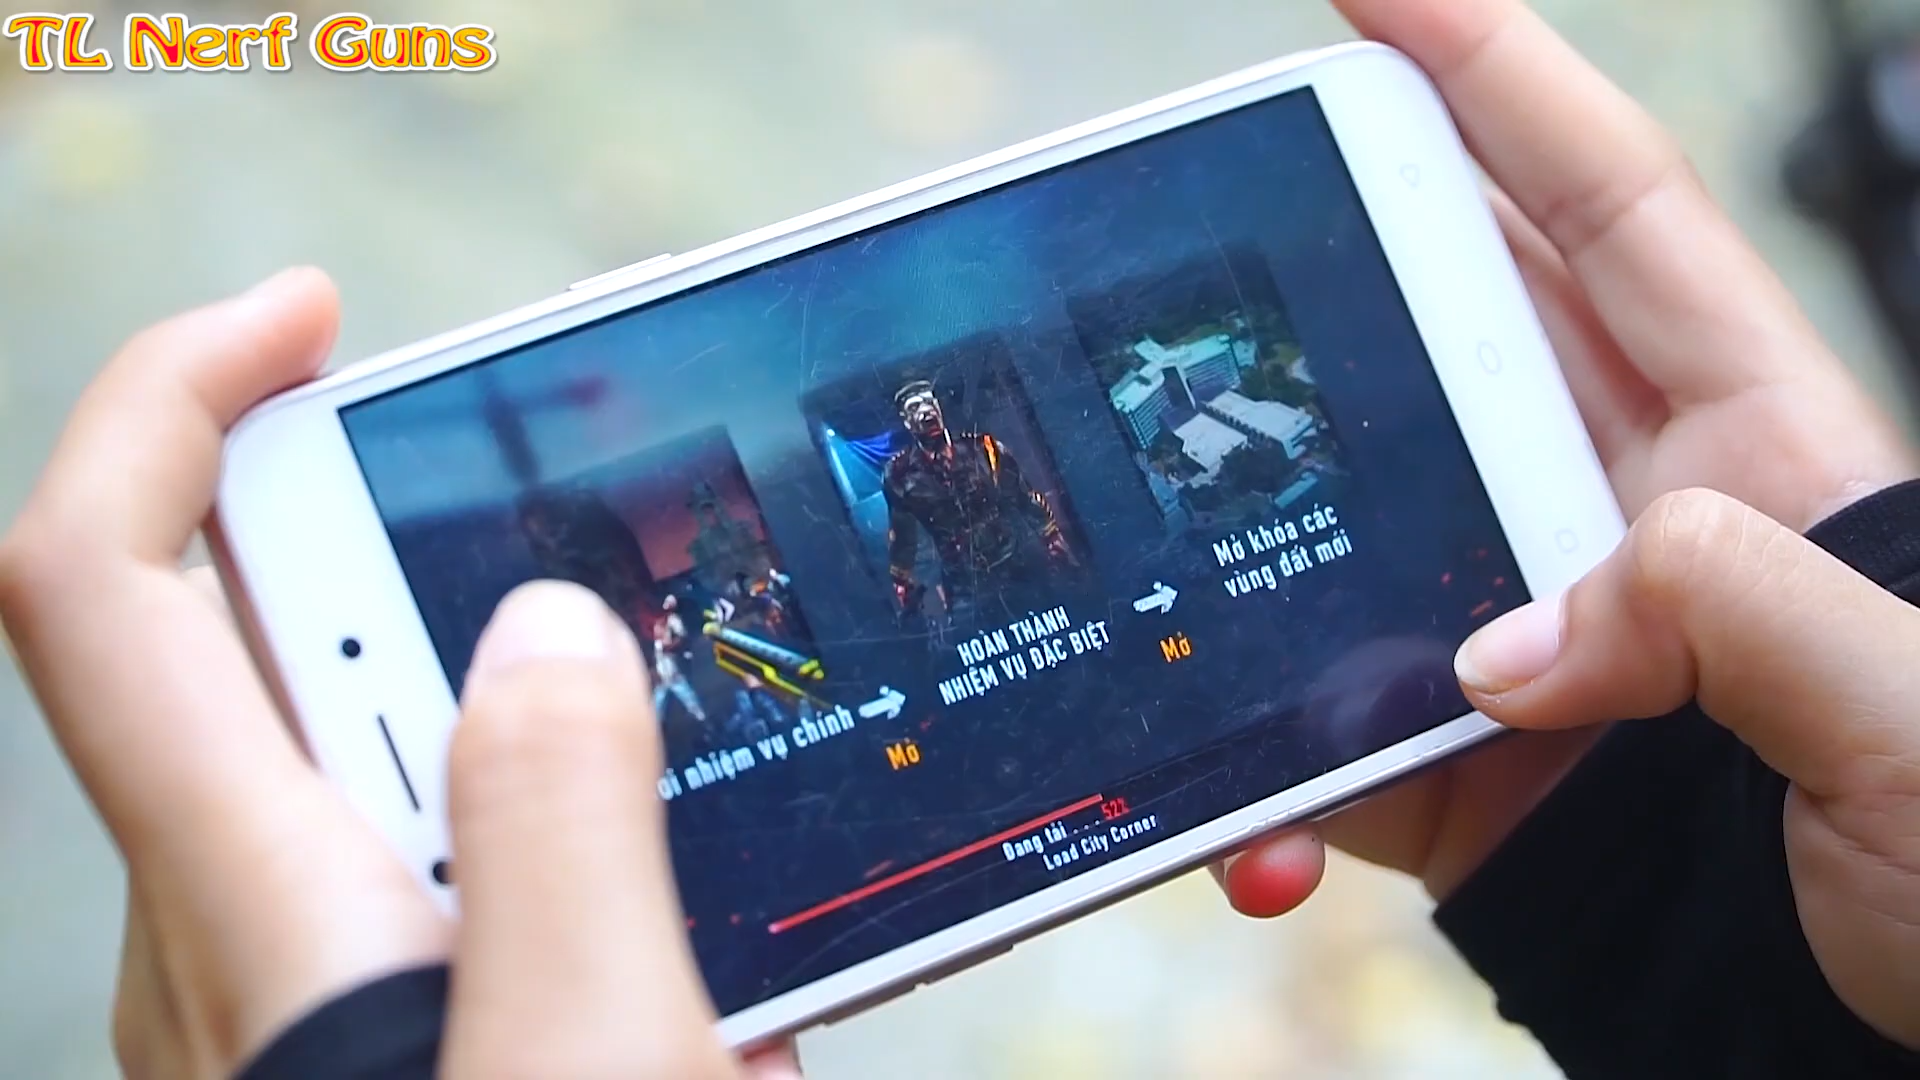 TL Nerf Guns
nhiệm vụ chính
Mở
HOÀN THÀNH
NHIỆM VỤ ĐẶC BIỆT
Mở
Mở khóa các
vùng đất mới
52%
Đang tải...
Load City Corner